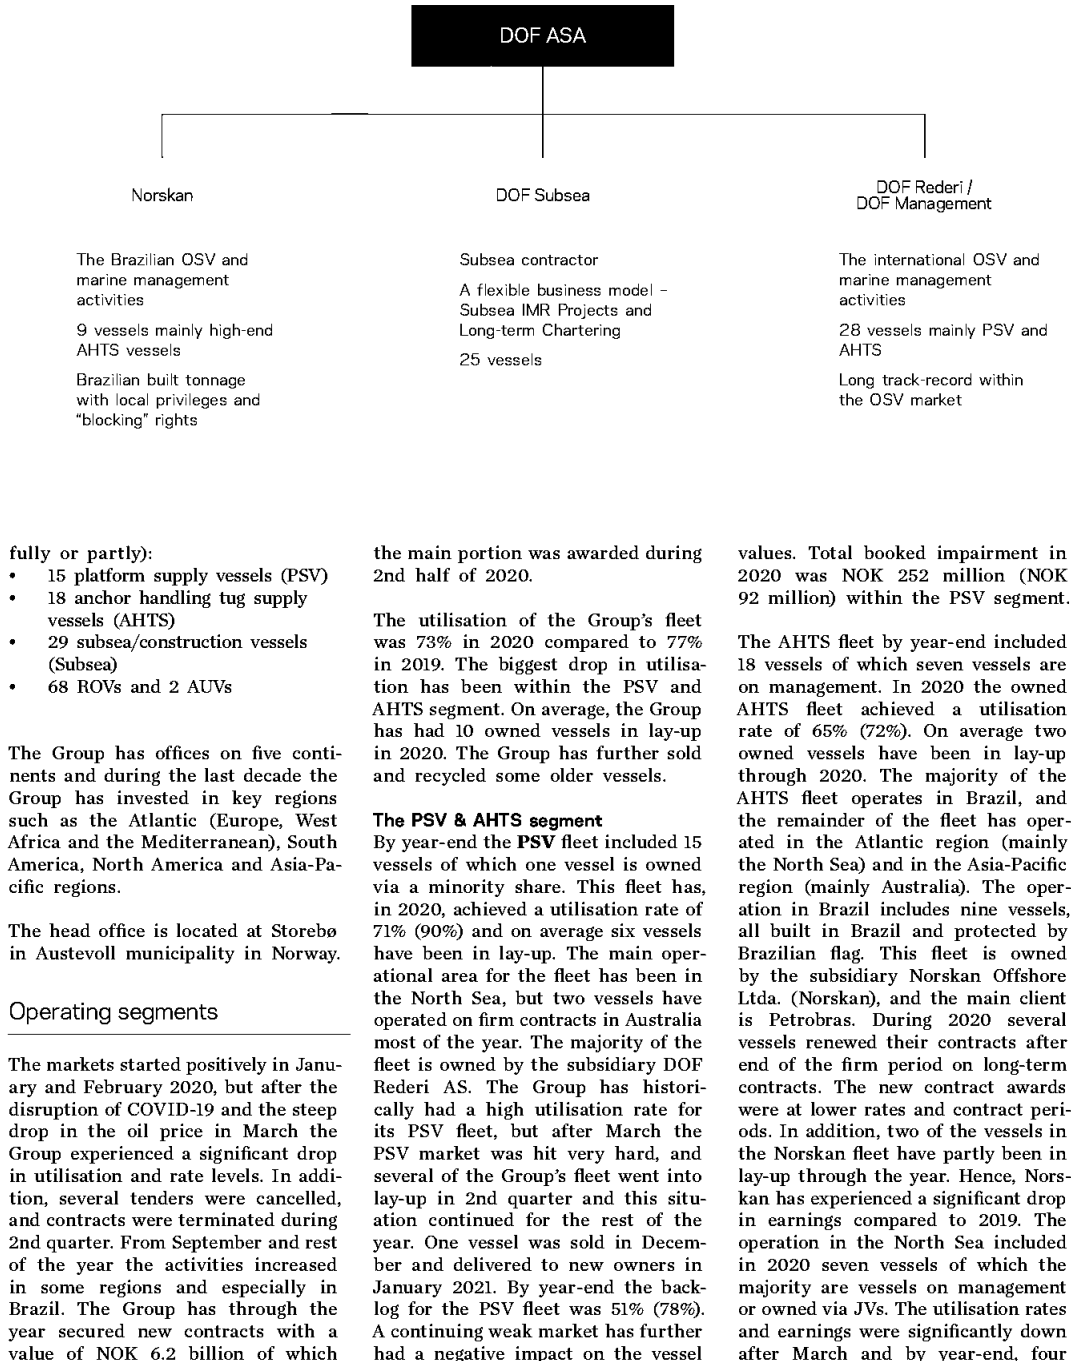 DOF ASA
Norskan
The Brazilian OSV and
marine management
activities
9 vessels mainly high-end
AHTS vessels
Brazilian built tonnage
with local privileges and
“blocking” rights
DOF Subsea
Subsea contractor
A flexible business model –
Subsea IMR Projects and
Long-term Chartering
25 vessels
DOF Rederi /
DOF Management
The international OSV and
marine management
activities
28 vessels mainly PSV and
AHTS
Long track-record within
the OSV market
fully or partly):
• 15 platform supply vessels (PSV)
• 18 anchor handling tug supply
vessels (AHTS)
• 29 subsea/construction vessels
(Subsea)
• 68 ROVs and 2 AUVs
The Group has offices on five conti-
nents and during the last decade the
Group has invested in key regions
such as the Atlantic (Europe, West
Africa and the Mediterranean), South
America, North America and Asia-Pa-
cific regions.
The head office is located at Storebø
in Austevoll municipality in Norway.
Operating segments
The markets started positively in Janu-
ary and February 2020, but after the
disruption of COVID-19 and the steep
drop in the oil price in March the
Group experienced a significant drop
in utilisation and rate levels. In addi-
tion, several tenders were cancelled,
and contracts were terminated during
2nd quarter. From September and rest
of the year the activities increased
in some regions and especially in
Brazil. The Group has through the
year secured new contracts with a
value of NOK 6.2 billion of which
the main portion was awarded during
2nd half of 2020.
The utilisation of the Group’s fleet
was 73% in 2020 compared to 77%
in 2019. The biggest drop in utilisa-
tion has been within the PSV and
AHTS segment. On average, the Group
has had 10 owned vessels in lay-up
in 2020. The Group has further sold
and recycled some older vessels.
The PSV & AHTS segment
By year-end the PSV fleet included 15
vessels of which one vessel is owned
via a minority share. This fleet has,
in 2020, achieved a utilisation rate of
71% (90%) and on average six vessels
have been in lay-up. The main oper-
ational area for the fleet has been in
the North Sea, but two vessels have
operated on firm contracts in Australia
most of the year. The majority of the
fleet is owned by the subsidiary DOF
Rederi AS. The Group has histori-
cally had a high utilisation rate for
its PSV fleet, but after March the
PSV market was hit very hard, and
several of the Group’s fleet went into
lay-up in 2nd quarter and this situ-
ation continued for the rest of the
year. One vessel was sold in Decem-
ber and delivered to new owners in
January 2021. By year-end the back-
log for the PSV fleet was 51% (78%).
A continuing weak market has further
had a negative impact on the vessel
values. Total booked impairment in
2020 was NOK 252 million (NOK
92 million) within the PSV segment.
The AHTS fleet by year-end included
18 vessels of which seven vessels are
on management. In 2020 the owned
AHTS fleet achieved a utilisation
rate of 65% (72%). On average two
owned vessels have been in lay-up
through 2020. The majority of the
AHTS fleet operates in Brazil, and
the remainder of the fleet has oper-
ated in the Atlantic region (mainly
the North Sea) and in the Asia-Pacific
region (mainly Australia). The oper-
ation in Brazil includes nine vessels,
all built in Brazil and protected by
Brazilian flag. This fleet is owned
by the subsidiary Norskan Offshore
Ltda. (Norskan), and the main client
is Petrobras. During 2020 several
vessels renewed their contracts after
end of the firm period on long-term
contracts. The new contract awards
were at lower rates and contract peri-
ods. In addition, two of the vessels in
the Norskan fleet have partly been in
lay-up through the year. Hence, Nors-
kan has experienced a significant drop
in earnings compared to 2019. The
operation in the North Sea included
in 2020 seven vessels of which the
majority are vessels on management
or owned via JVs. The utilisation rates
and earnings were significantly down
after March and by year-end, four